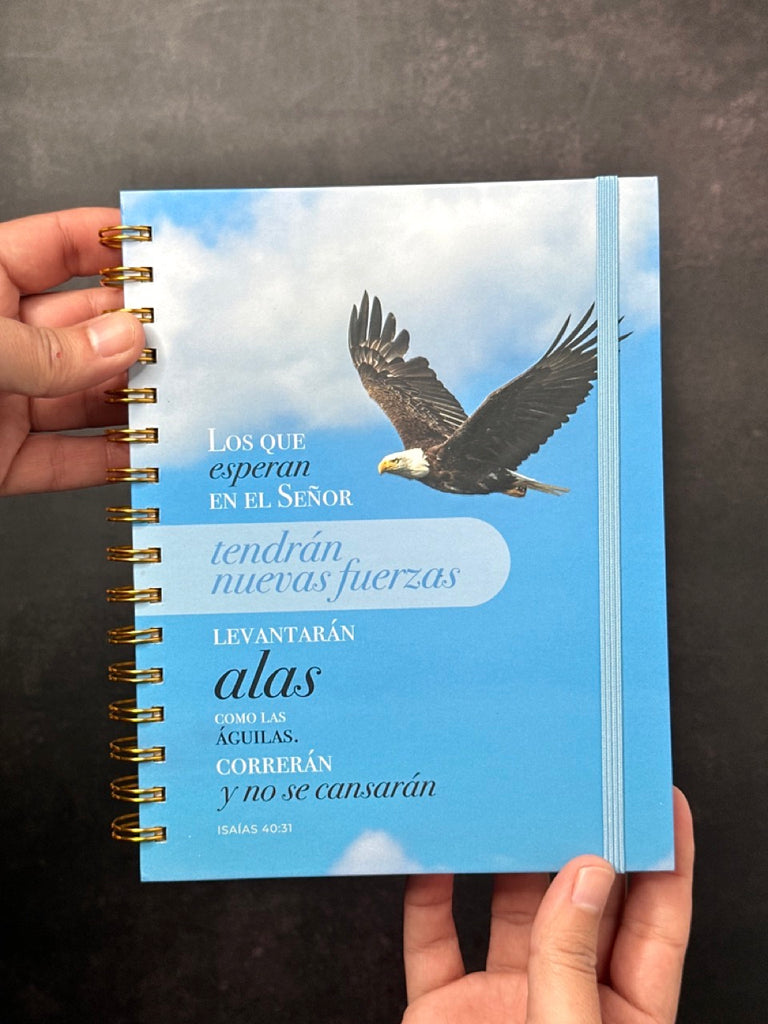 Los que
esperan
en el Señor
tendrán
nuevas fuerzas
levantarán
alas
como las
águilas.
correrán
y no se cansarán
ISAÍAS 40:31